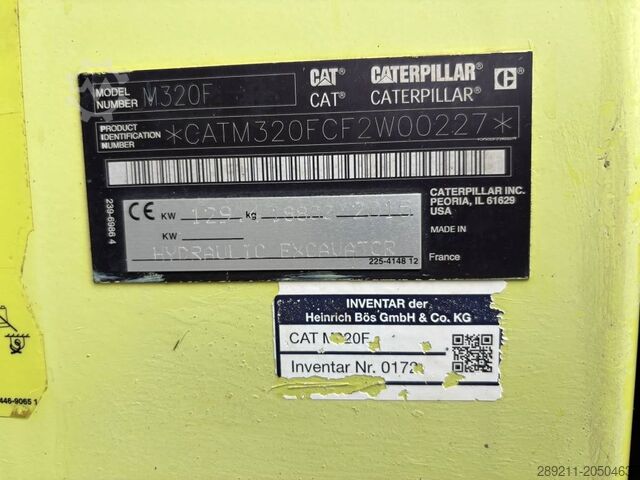 MODEL NUMBER M320F
CAT® CATERPILLAR® C®
CAT® CATERPILLAR®
PRODUCT IDENTIFICATION NUMBER *CATM320FCF2W00227*
239-6986 4
CE KW 129 kg 2015
KW
HYDRAULIC EXCAVATOR
225-4148 12
CATERPILLAR INC.
PEORIA, IL 61629
USA
MADE IN
France
INVENTAR der
Heinrich Bös GmbH & Co. KG
CAT M320F
Inventar Nr. 0172
446-9065 1
289211-20504632